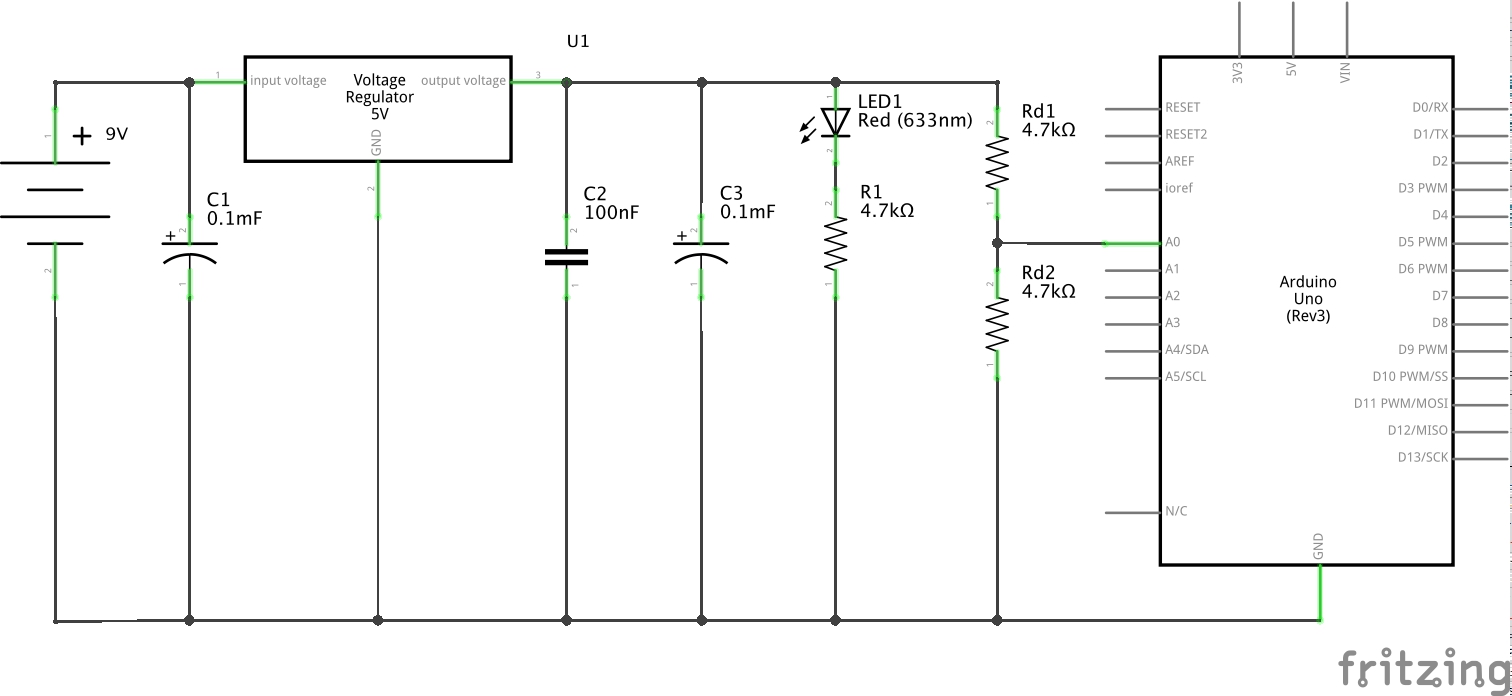 U1
1
input voltage
Voltage
Regulator
5V
output voltage
3
GND
2
1
9V
2
C1
0.1mF
2
+
1
C2
100nF
2
1
C3
0.1mF
2
+
1
1
LED1
Red (633nm)
2
2
R1
4.7kΩ
1
2
Rd1
4.7kΩ
1
2
Rd2
4.7kΩ
1
3V3
5V
VIN
RESET
RESET2
AREF
ioref
A0
A1
A2
A3
A4/SDA
A5/SCL
N/C
Arduino
Uno
(Rev3)
D0/RX
D1/TX
D2
D3 PWM
D4
D5 PWM
D6 PWM
D7
D8
D9 PWM
D10 PWM/SS
D11 PWM/MOSI
D12/MISO
D13/SCK
GND
fritzing